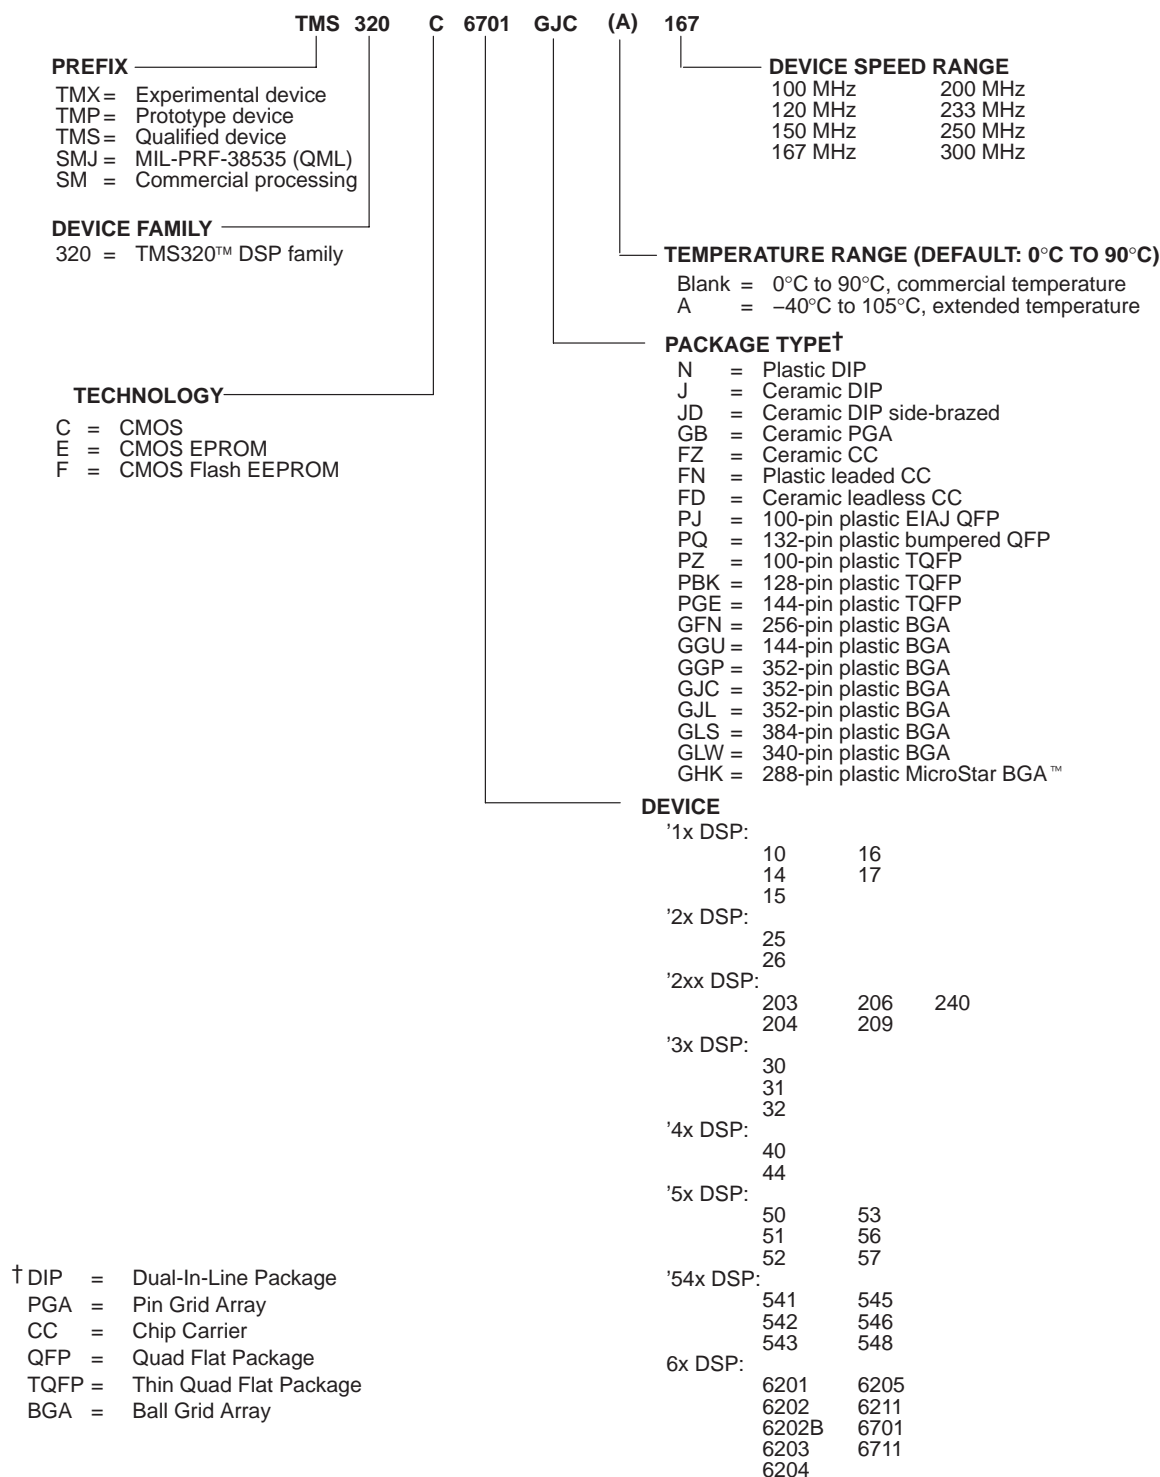 TMS 320 C 6701 GJC (A) 167
PREFIX
TMX = Experimental device
TMP = Prototype device
TMS = Qualified device
SMJ = MIL-PRF-38535 (QML)
SM = Commercial processing
DEVICE SPEED RANGE
100 MHz 200 MHz
120 MHz 233 MHz
150 MHz 250 MHz
167 MHz 300 MHz
DEVICE FAMILY
320 = TMS320™ DSP family
TEMPERATURE RANGE (DEFAULT: 0°C TO 90°C)
Blank = 0°C to 90°C, commercial temperature
A = –40°C to 105°C, extended temperature
PACKAGE TYPE†
N = Plastic DIP
J = Ceramic DIP
JD = Ceramic DIP side-brazed
GB = Ceramic PGA
FZ = Ceramic CC
FN = Plastic leaded CC
FD = Ceramic leadless CC
PJ = 100-pin plastic EIAJ QFP
PQ = 132-pin plastic bumpered QFP
PZ = 100-pin plastic TQFP
PBK = 128-pin plastic TQFP
PGE = 144-pin plastic TQFP
GFN = 256-pin plastic BGA
GGU = 144-pin plastic BGA
GGP = 352-pin plastic BGA
GJC = 352-pin plastic BGA
GJL = 352-pin plastic BGA
GLS = 384-pin plastic BGA
GLW = 340-pin plastic BGA
GHK = 288-pin plastic MicroStar BGA™
TECHNOLOGY
C = CMOS
E = CMOS EPROM
F = CMOS Flash EEPROM
DEVICE
’1x DSP:
10 16
14 17
15
’2x DSP:
25
26
’2xx DSP:
203 206 240
204 209
’3x DSP:
30
31
32
’4x DSP:
40
44
’5x DSP:
50 53
51 56
52 57
’54x DSP:
541 545
542 546
543 548
6x DSP:
6201 6205
6202 6211
6202B 6701
6203 6711
6204
† DIP = Dual-In-Line Package
PGA = Pin Grid Array
CC = Chip Carrier
QFP = Quad Flat Package
TQFP = Thin Quad Flat Package
BGA = Ball Grid Array